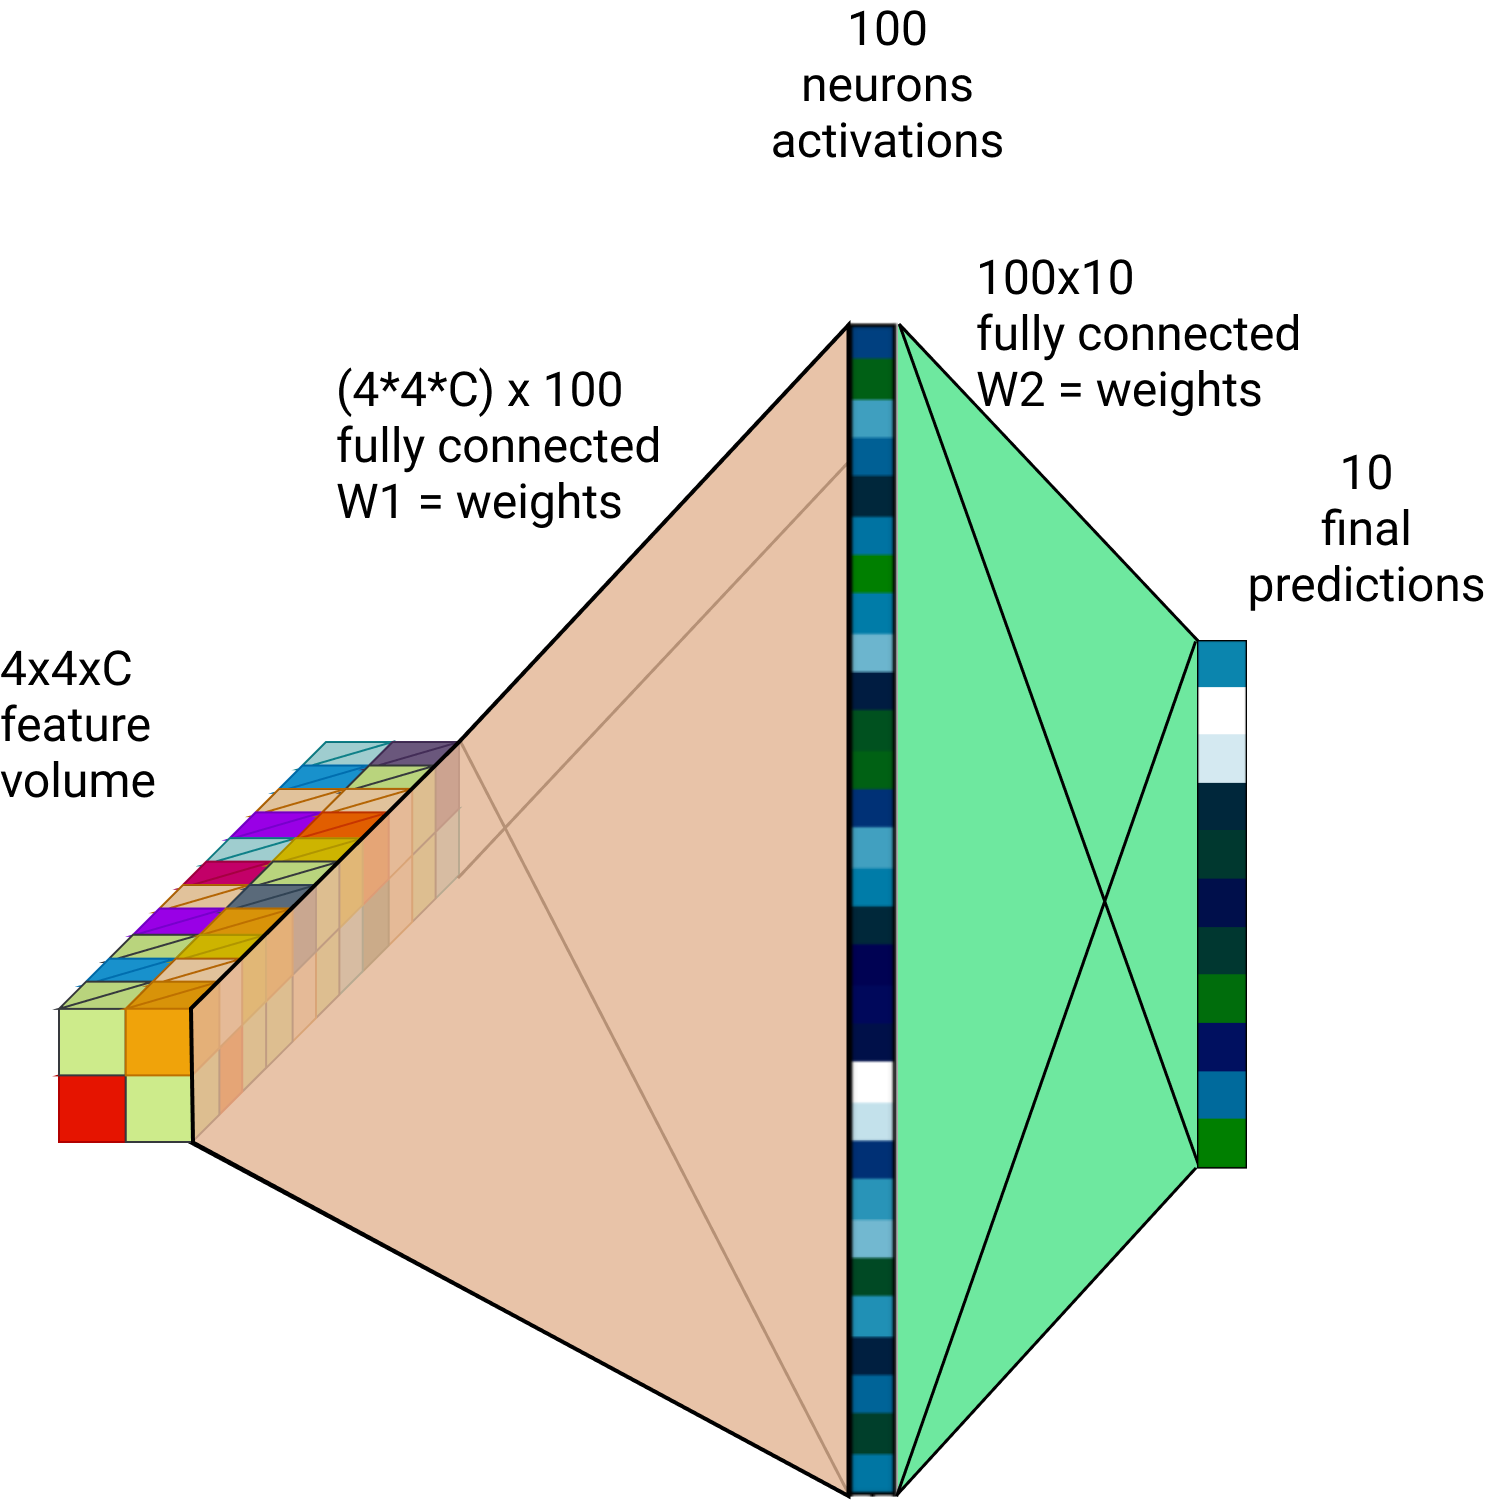 100
neurons
activations
100x10
fully connected
W2 = weights
(4*4*C) x 100
fully connected
W1 = weights
10
final
predictions
4x4xC
feature
volume